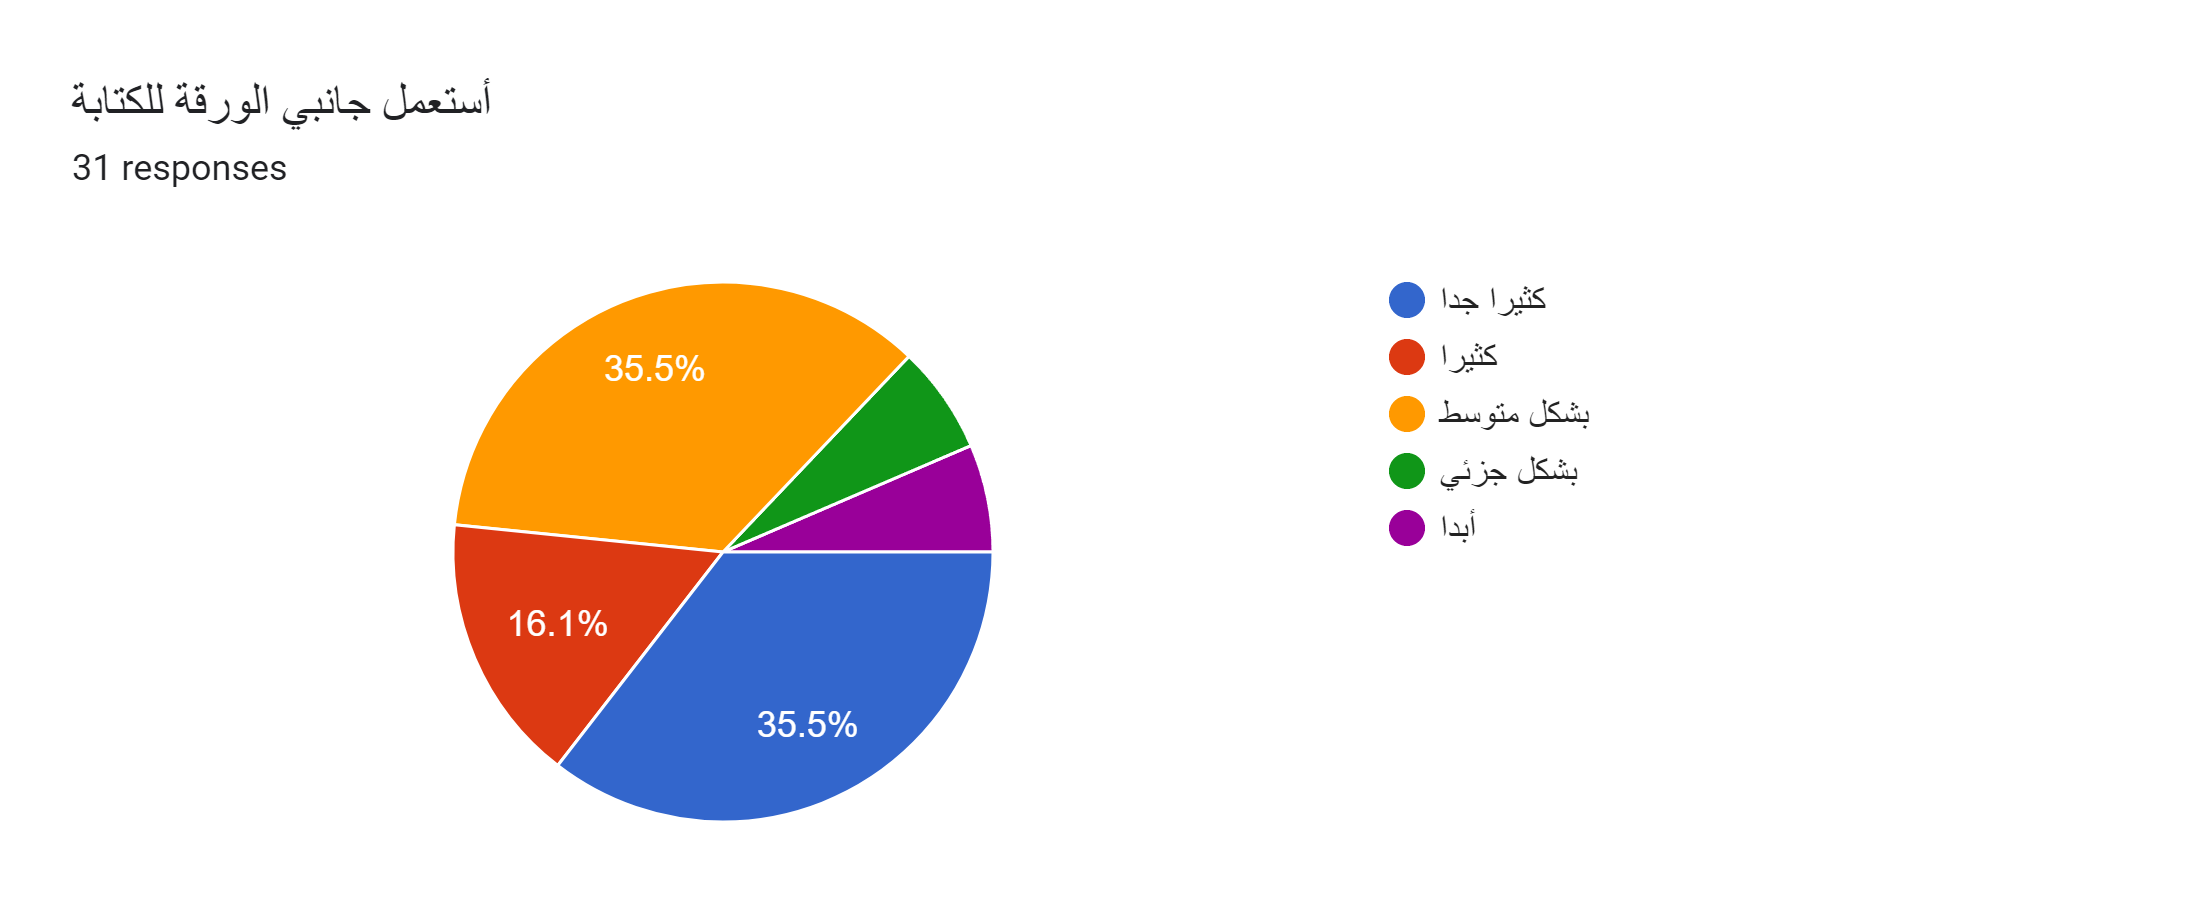 أستعمل جانبي الورقة للكتابة
31 responses
35.5%
16.1%
35.5%
كثيرا جدا
كثيرا
بشكل متوسط
بشكل جزئي
أبدا